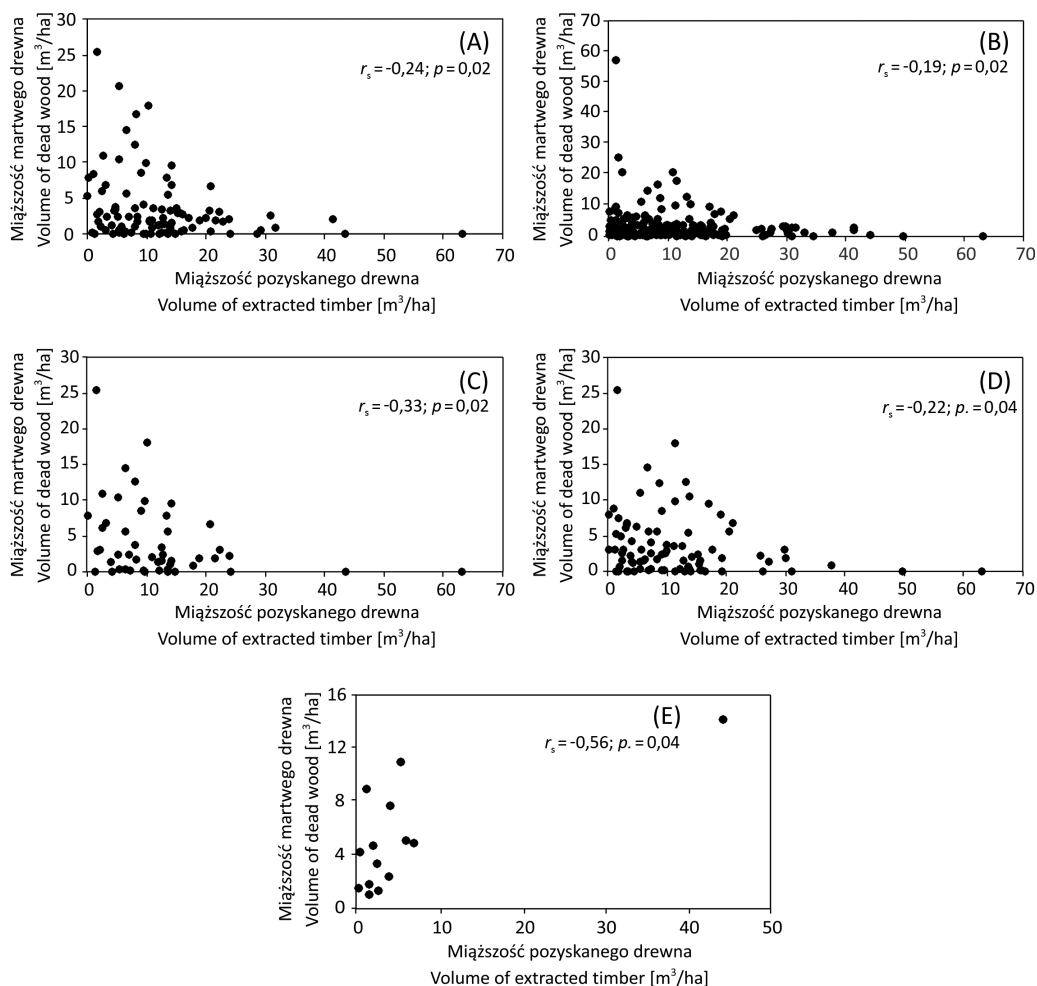 Miąższość martwego drewna
Volume of dead wood [m³/ha]
30
25
20
15
10
5
0
(A)
rₛ = -0,24; p = 0,02
0 10 20 30 40 50 60 70
Miąższość pozyskanego drewna
Volume of extracted timber [m³/ha]
Miąższość martwego drewna
Volume of dead wood [m³/ha]
70
60
50
40
30
20
10
0
(B)
rₛ = -0,19; p = 0,02
0 10 20 30 40 50 60 70
Miąższość pozyskanego drewna
Volume of extracted timber [m³/ha]
Miąższość martwego drewna
Volume of dead wood [m³/ha]
30
25
20
15
10
5
0
(C)
rₛ = -0,33; p = 0,02
0 10 20 30 40 50 60 70
Miąższość pozyskanego drewna
Volume of extracted timber [m³/ha]
Miąższość martwego drewna
Volume of dead wood [m³/ha]
30
25
20
15
10
5
0
(D)
rₛ = -0,22; p. = 0,04
0 10 20 30 40 50 60 70
Miąższość pozyskanego drewna
Volume of extracted timber [m³/ha]
Miąższość martwego drewna
Volume of dead wood [m³/ha]
16
12
8
4
0
(E)
rₛ = -0,56; p. = 0,04
0 10 20 30 40 50
Miąższość pozyskanego drewna
Volume of extracted timber [m³/ha]